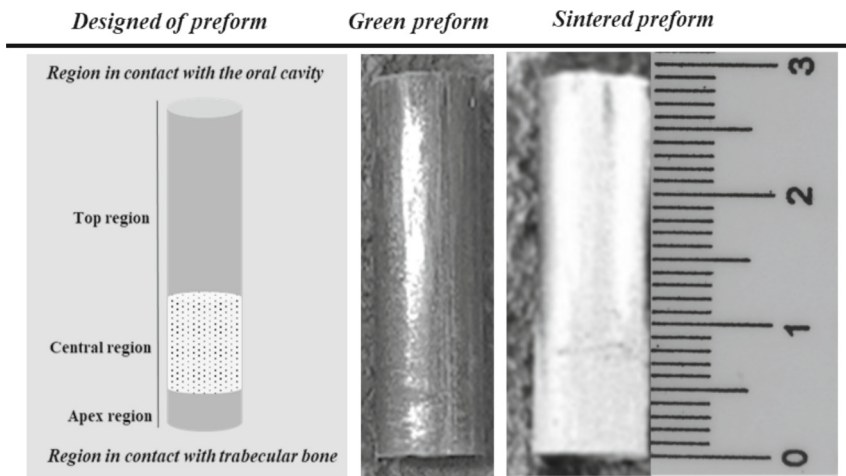 Designed of preform
Green preform
Sintered preform
Region in contact with the oral cavity
Top region
Central region
Apex region
Region in contact with trabecular bone
3
2
1
0